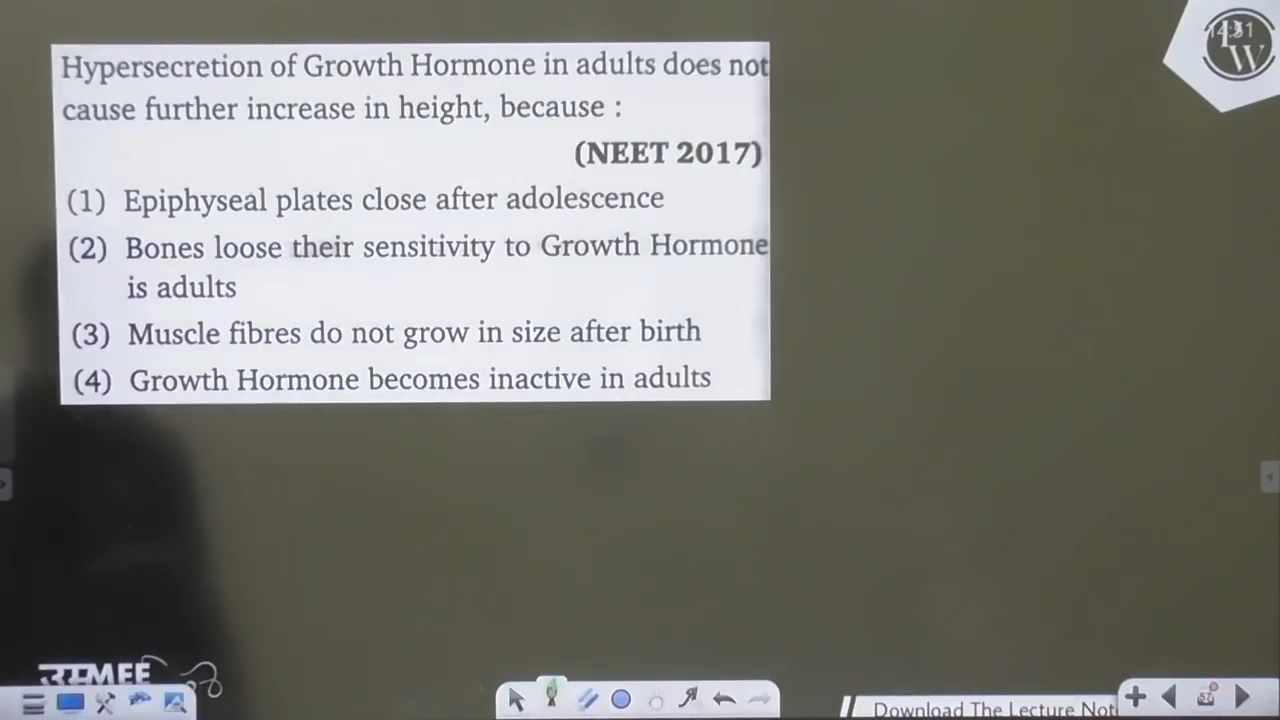 Hypersecretion of Growth Hormone in adults does not
cause further increase in height, because :
(NEET 2017)
(1) Epiphyseal plates close after adolescence
(2) Bones loose their sensitivity to Growth Hormone
is adults
(3) Muscle fibres do not grow in size after birth
(4) Growth Hormone becomes inactive in adults
W
Download The Lecture Not